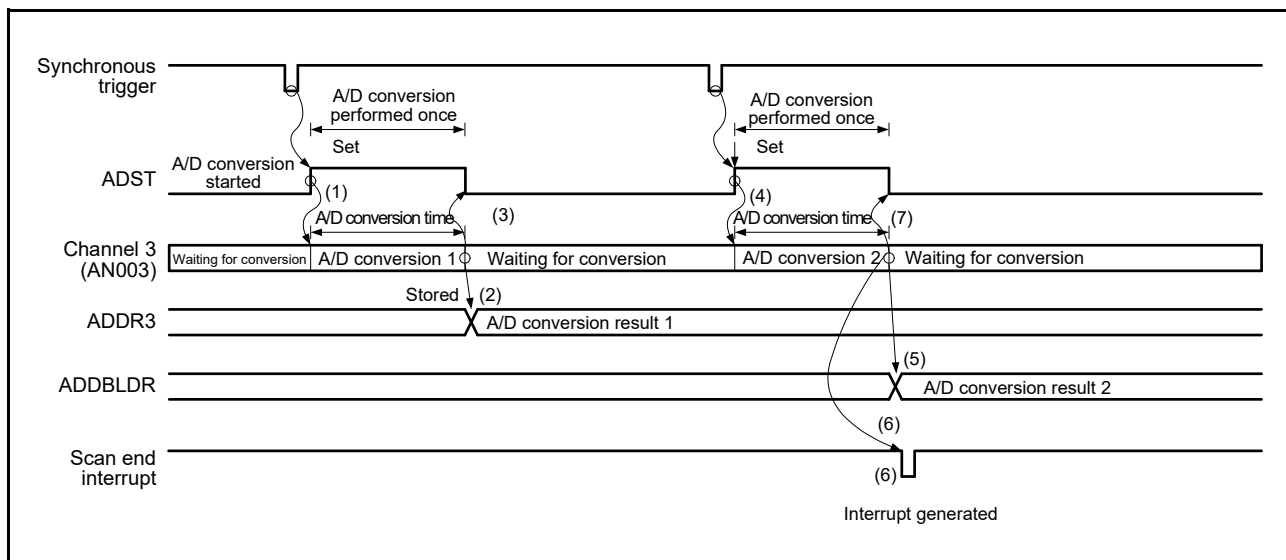 Synchronous
trigger
A/D conversion
performed once
A/D conversion
performed once
Set
Set
A/D conversion
started
ADST
(1)
(3)
(4)
(7)
A/D conversion time
A/D conversion time
Channel 3
(AN003)
Waiting for conversion
A/D conversion 1
Waiting for conversion
A/D conversion 2
Waiting for conversion
Stored
(2)
ADDR3
A/D conversion result 1
(5)
ADDBLDR
A/D conversion result 2
(6)
Scan end
interrupt
(6)
Interrupt generated